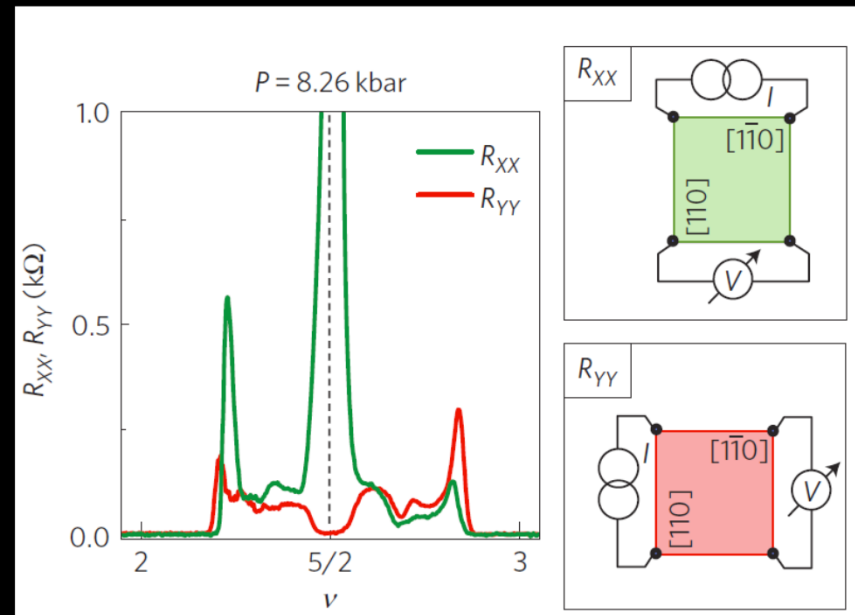 P = 8.26 kbar
R_XX, R_YY (kΩ)
1.0
0.5
0.0
R_XX
R_YY
2
5/2
3
ν
R_XX
I
[11̅0]
[110]
V
R_YY
I
[11̅0]
[110]
V